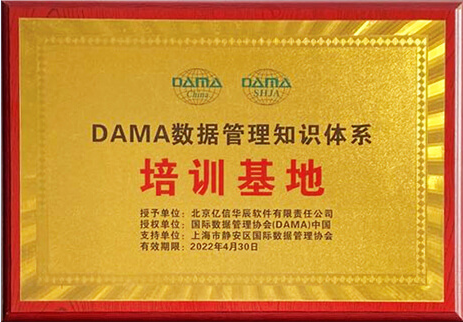 DAMA DAMA
China SHJA
DAMA数据管理知识体系
培训基地
授予单位：北京亿信华辰软件有限责任公司
授权单位：国际数据管理协会(DAMA)中国
支持单位：上海市静安区国际数据管理协会
有效期限：2022年4月30日